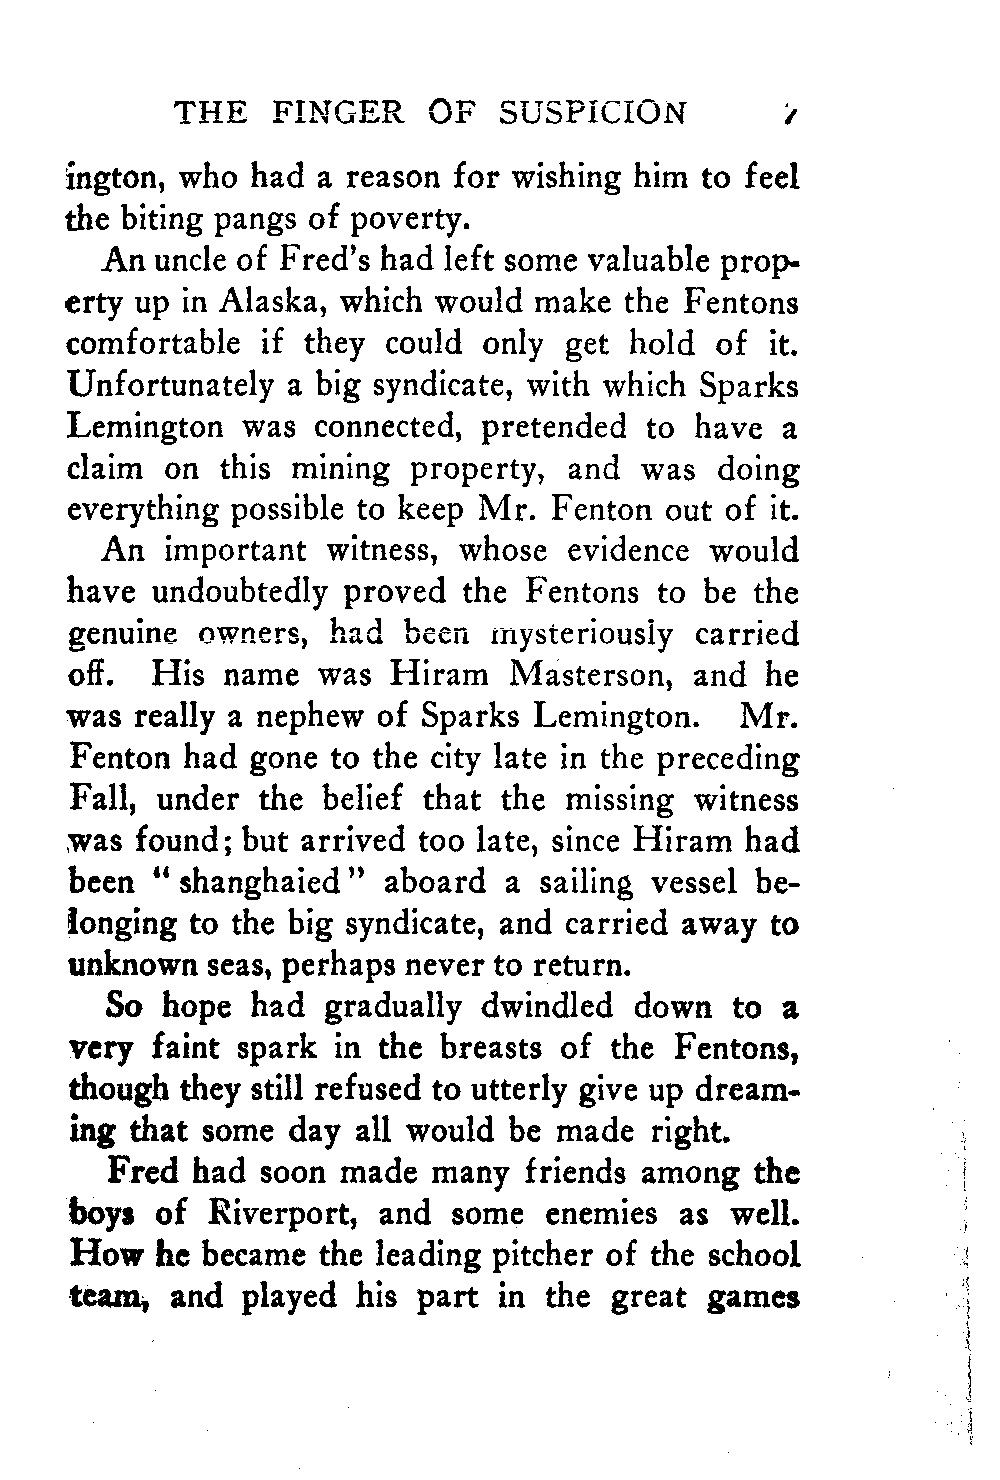 THE FINGER OF SUSPICION 7
ington, who had a reason for wishing him to feel
the biting pangs of poverty.
An uncle of Fred's had left some valuable prop-
erty up in Alaska, which would make the Fentons
comfortable if they could only get hold of it.
Unfortunately a big syndicate, with which Sparks
Lemington was connected, pretended to have a
claim on this mining property, and was doing
everything possible to keep Mr. Fenton out of it.
An important witness, whose evidence would
have undoubtedly proved the Fentons to be the
genuine owners, had been mysteriously carried
off. His name was Hiram Masterson, and he
was really a nephew of Sparks Lemington. Mr.
Fenton had gone to the city late in the preceding
Fall, under the belief that the missing witness
was found; but arrived too late, since Hiram had
been "shanghaied" aboard a sailing vessel be-
longing to the big syndicate, and carried away to
unknown seas, perhaps never to return.
So hope had gradually dwindled down to a
very faint spark in the breasts of the Fentons,
though they still refused to utterly give up dream-
ing that some day all would be made right.
Fred had soon made many friends among the
boys of Riverport, and some enemies as well.
How he became the leading pitcher of the school
team, and played his part in the great games